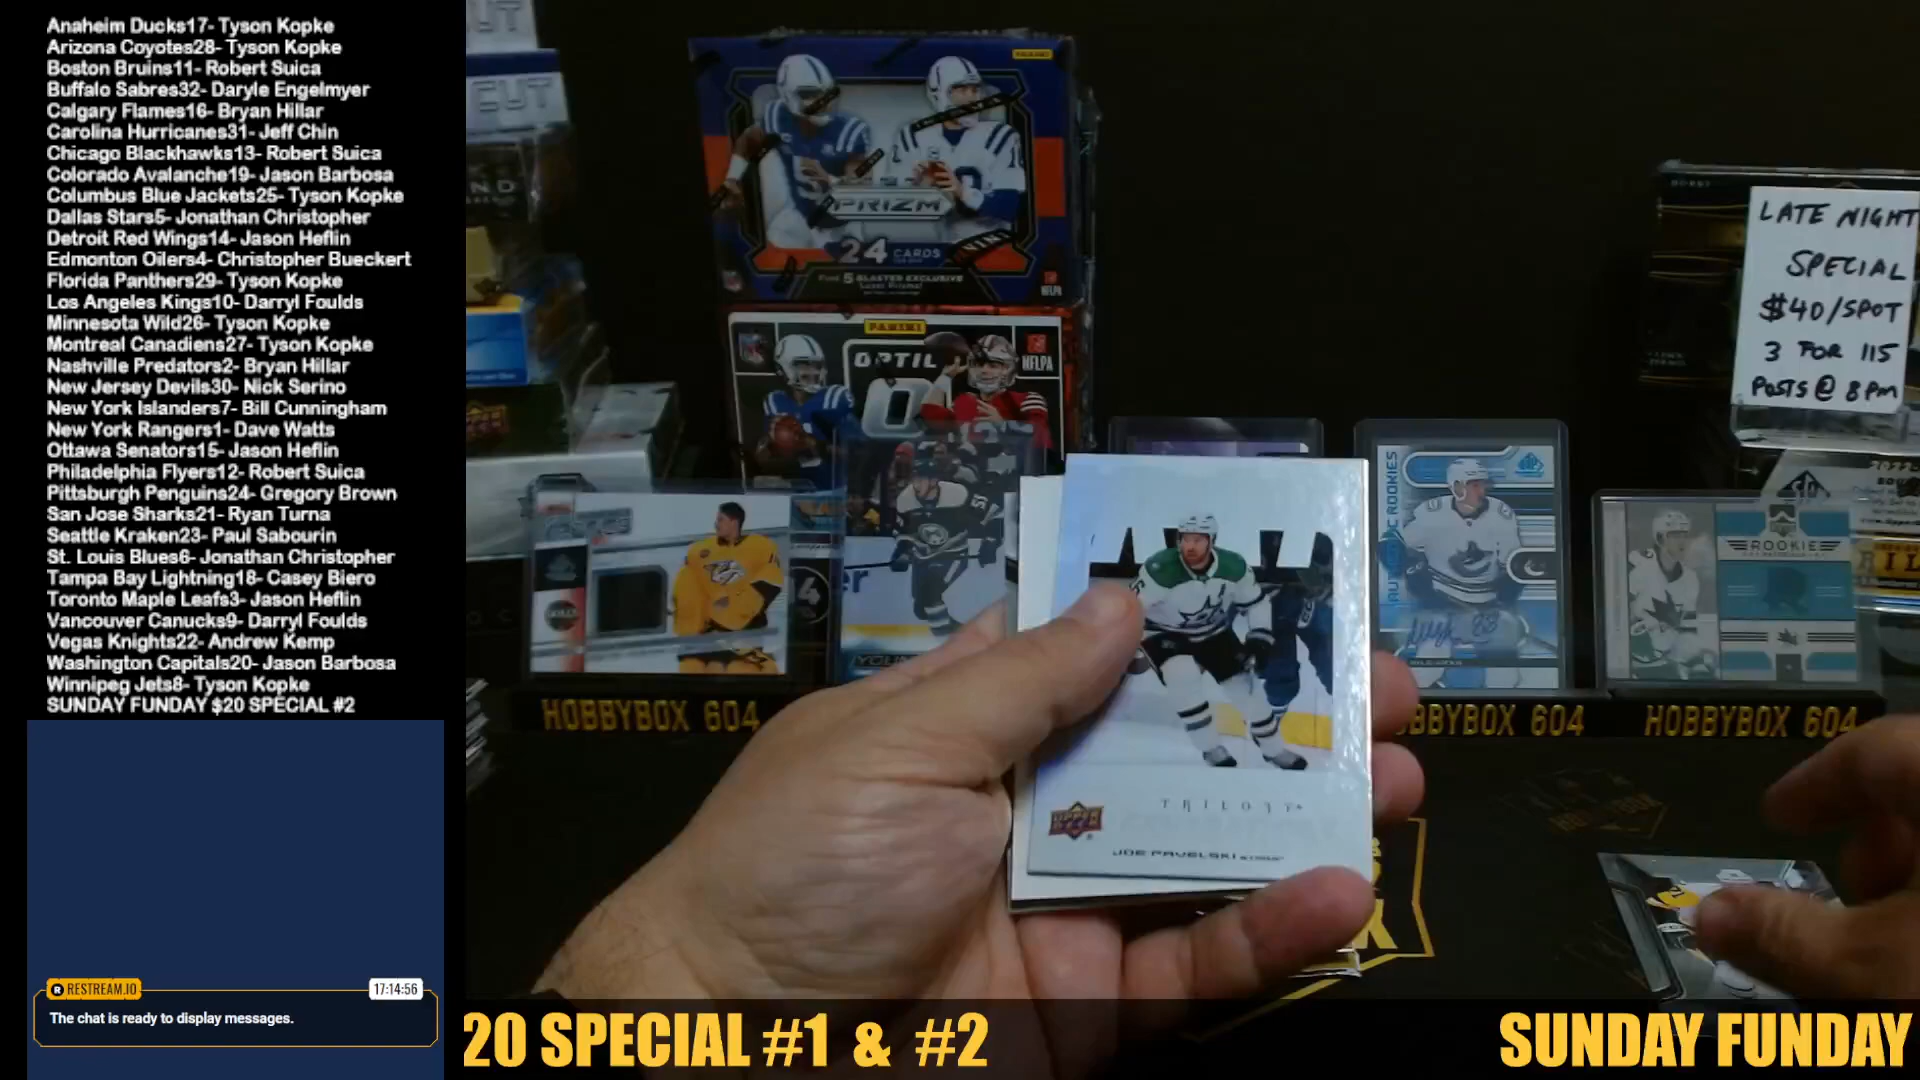 Anaheim Ducks17- Tyson Kopke
Arizona Coyotes28- Tyson Kopke
Boston Bruins11- Robert Suica
Buffalo Sabres32- Daryle Engelmyer
Calgary Flames16- Bryan Hillar
Carolina Hurricanes31- Jeff Chin
Chicago Blackhawks13- Robert Suica
Colorado Avalanche19- Jason Barbosa
Columbus Blue Jackets25- Tyson Kopke
Dallas Stars5- Jonathan Christopher
Detroit Red Wings14- Jason Heflin
Edmonton Oilers4- Christopher Bueckert
Florida Panthers29- Tyson Kopke
Los Angeles Kings10- Darryl Foulds
Minnesota Wild26- Tyson Kopke
Montreal Canadiens27- Tyson Kopke
Nashville Predators2- Bryan Hillar
New Jersey Devils30- Nick Serino
New York Islanders7- Bill Cunningham
New York Rangers1- Dave Watts
Ottawa Senators15- Jason Heflin
Philadelphia Flyers12- Robert Suica
Pittsburgh Penguins24- Gregory Brown
San Jose Sharks21- Ryan Turna
Seattle Kraken23- Paul Sabourin
St. Louis Blues6- Jonathan Christopher
Tampa Bay Lightning18- Casey Biero
Toronto Maple Leafs3- Jason Heflin
Vancouver Canucks9- Darryl Foulds
Vegas Knights22- Andrew Kemp
Washington Capitals20- Jason Barbosa
Winnipeg Jets8- Tyson Kopke
SUNDAY FUNDAY $20 SPECIAL #2
RESTREAM.IO
17:14:56
The chat is ready to display messages.
PRIZM
24 CARDS
PANINI
OPTIC
NFLPA
LATE NIGHT
SPECIAL
$40/SPOT
3 FOR 115
POSTS @ 8PM
ROOKIE
TRILOGY
UPPER DECK
JOE PAVELSKI
HOBBYBOX 604
HOBBYBOX 604
20 SPECIAL #1 & #2
SUNDAY FUNDAY